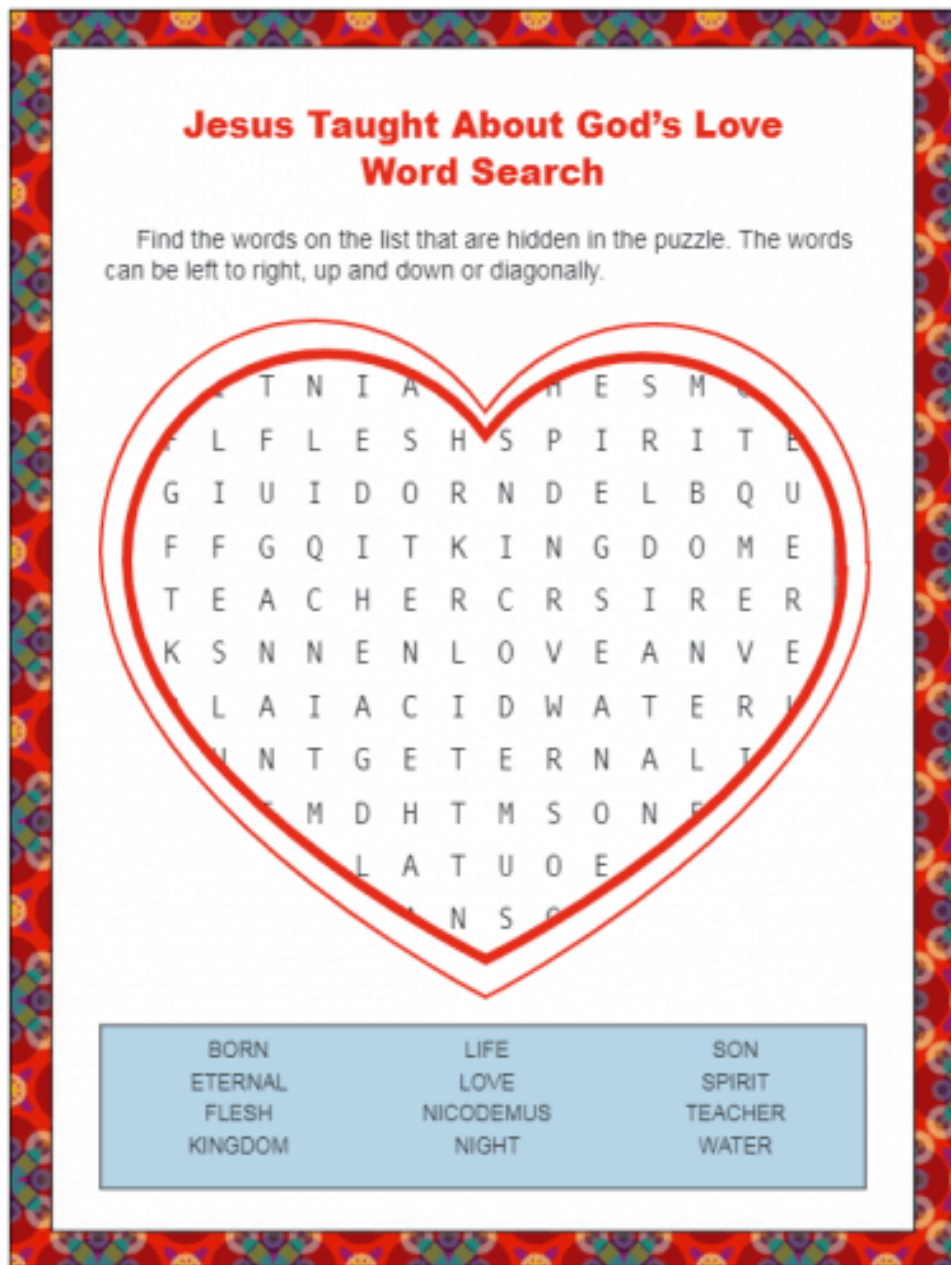 Jesus Taught About God's Love
Word Search
Find the words on the list that are hidden in the puzzle. The words
can be left to right, up and down or diagonally.
T N I A E S M
F L F L E S H S P I R I T E
G I U I D O R N D E L B Q U
F F G Q I T K I N G D O M E
T E A C H E R C R S I R E R
K S N N E N L O V E A N V E
L A I A C I D W A T E R
N T G E T E R N A L I
M D H T M S O N
L A T U O E
N S
BORN LIFE SON
ETERNAL LOVE SPIRIT
FLESH NICODEMUS TEACHER
KINGDOM NIGHT WATER